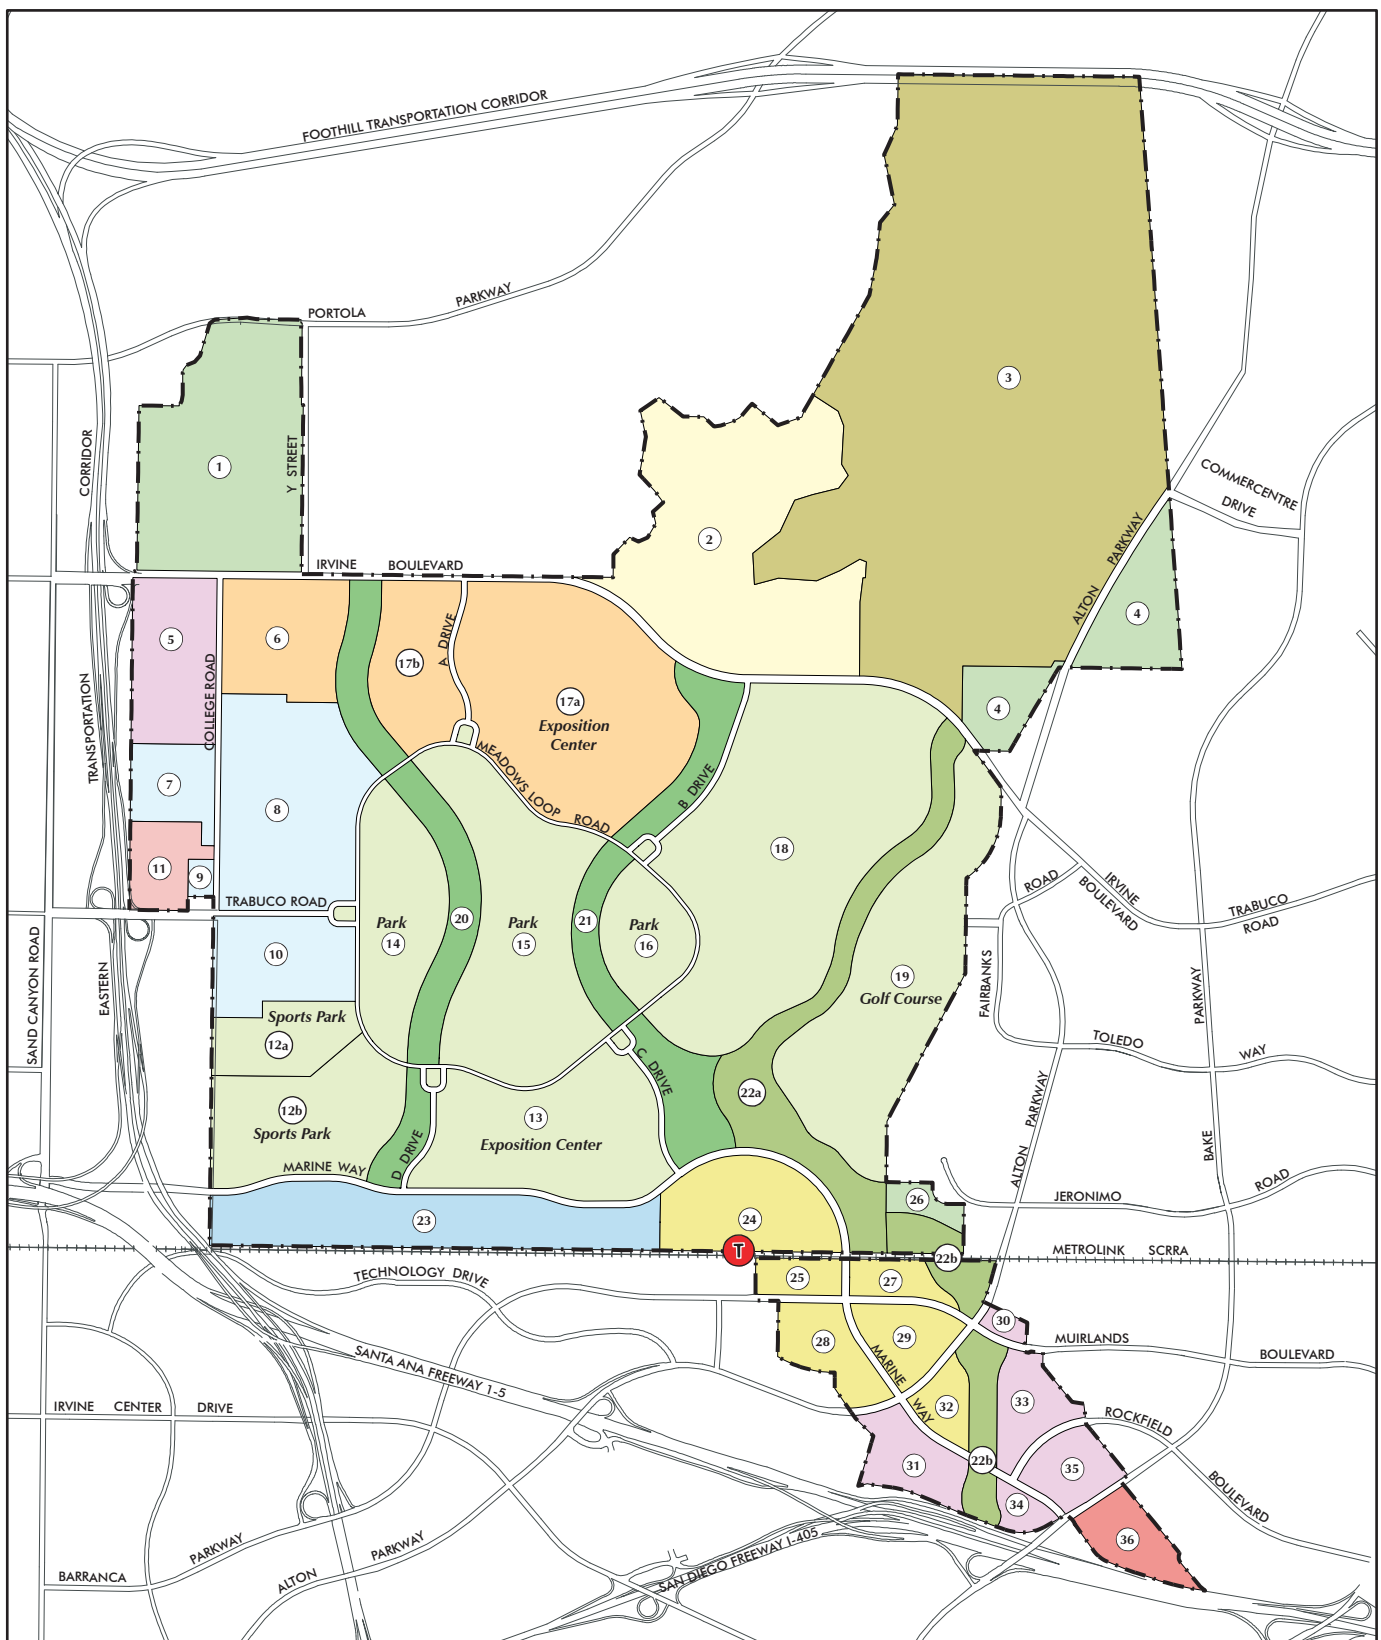 FOOTHILL TRANSPORTATION CORRIDOR
PORTOLA
PARKWAY
3
CORRIDOR
1
Y STREET
COMMERCENTRE
DRIVE
2
ALTON PARKWAY
IRVINE BOULEVARD
4
5
6
17b
A DRIVE
COLLEGE ROAD
TRANSPORTATION
17a
Exposition
Center
4
MEADOWS LOOP ROAD
B DRIVE
7
8
18
11
9
IRVINE
BOULEVARD
ROAD
TRABUCO ROAD
TRABUCO
ROAD
Park
14
20
Park
15
21
Park
16
10
19
Golf Course
SAND CANYON ROAD
EASTERN
FAIRBANKS
PARKWAY
Sports Park
12a
TOLEDO
WAY
C DRIVE
22a
12b
Sports Park
13
Exposition Center
ALTON PARKWAY
BAKE
MARINE WAY
D DRIVE
26
JERONIMO
ROAD
23
24
T
22b
METROLINK SCRRA
TECHNOLOGY DRIVE
25
27
30
28
29
MUIRLANDS
BOULEVARD
SANTA ANA FREEWAY 1-5
MARINE
WAY
IRVINE CENTER DRIVE
32
33
ROCKFIELD
BOULEVARD
31
22b
35
34
36
PARKWAY
PARKWAY
SAN DIEGO FREEWAY I-405
BARRANCA
ALTON